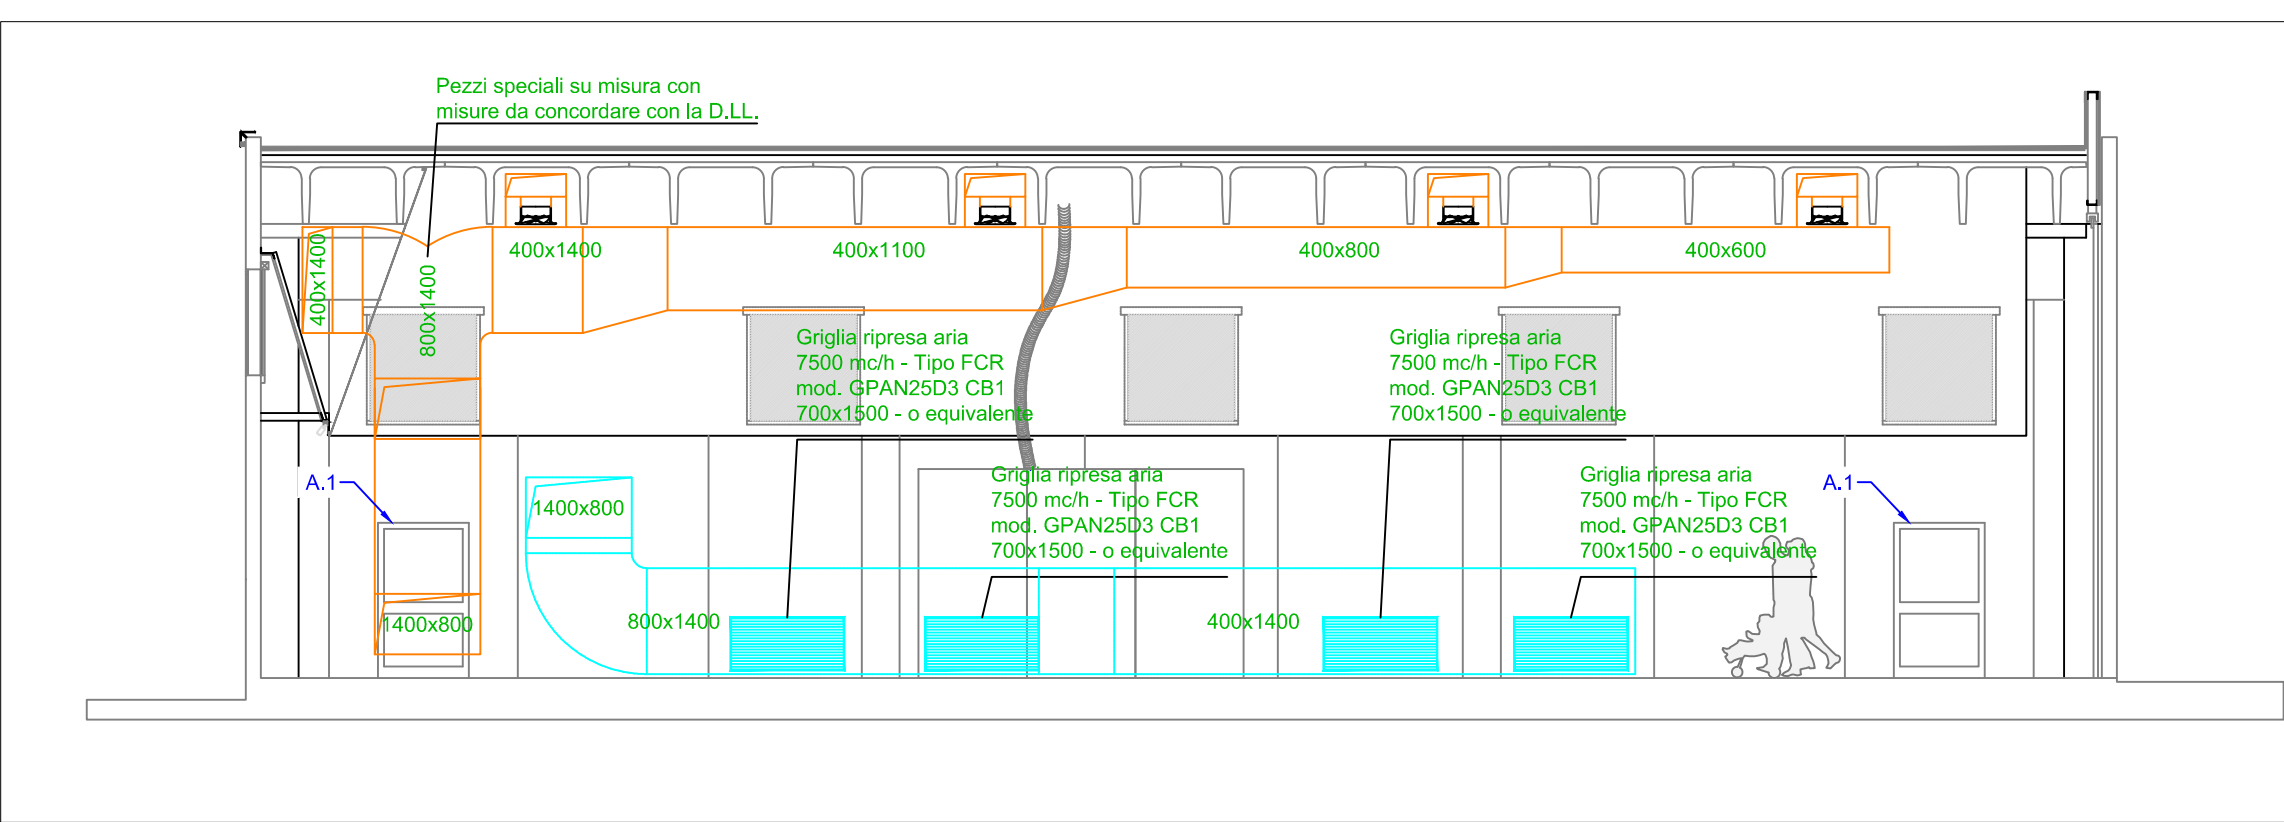 Pezzi speciali su misura con
misure da concordare con la D.LL.
400x1400
800x1400
400x1400
400x1100
400x800
400x600
Griglia ripresa aria
7500 mc/h - Tipo FCR
mod. GPAN25D3 CB1
700x1500 - o equivalente
Griglia ripresa aria
7500 mc/h - Tipo FCR
mod. GPAN25D3 CB1
700x1500 - o equivalente
A.1
1400x800
Griglia ripresa aria
7500 mc/h - Tipo FCR
mod. GPAN25D3 CB1
700x1500 - o equivalente
Griglia ripresa aria
7500 mc/h - Tipo FCR
mod. GPAN25D3 CB1
700x1500 - o equivalente
A.1
1400x800
800x1400
400x1400